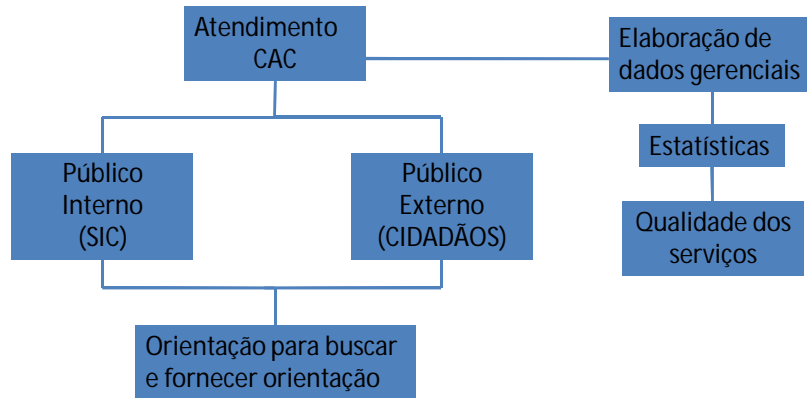 Atendimento
CAC
Elaboração de
dados gerenciais
Estatísticas
Qualidade dos
serviços
Público
Interno
(SIC)
Público
Externo
(CIDADÃOS)
Orientação para buscar
e fornecer orientação